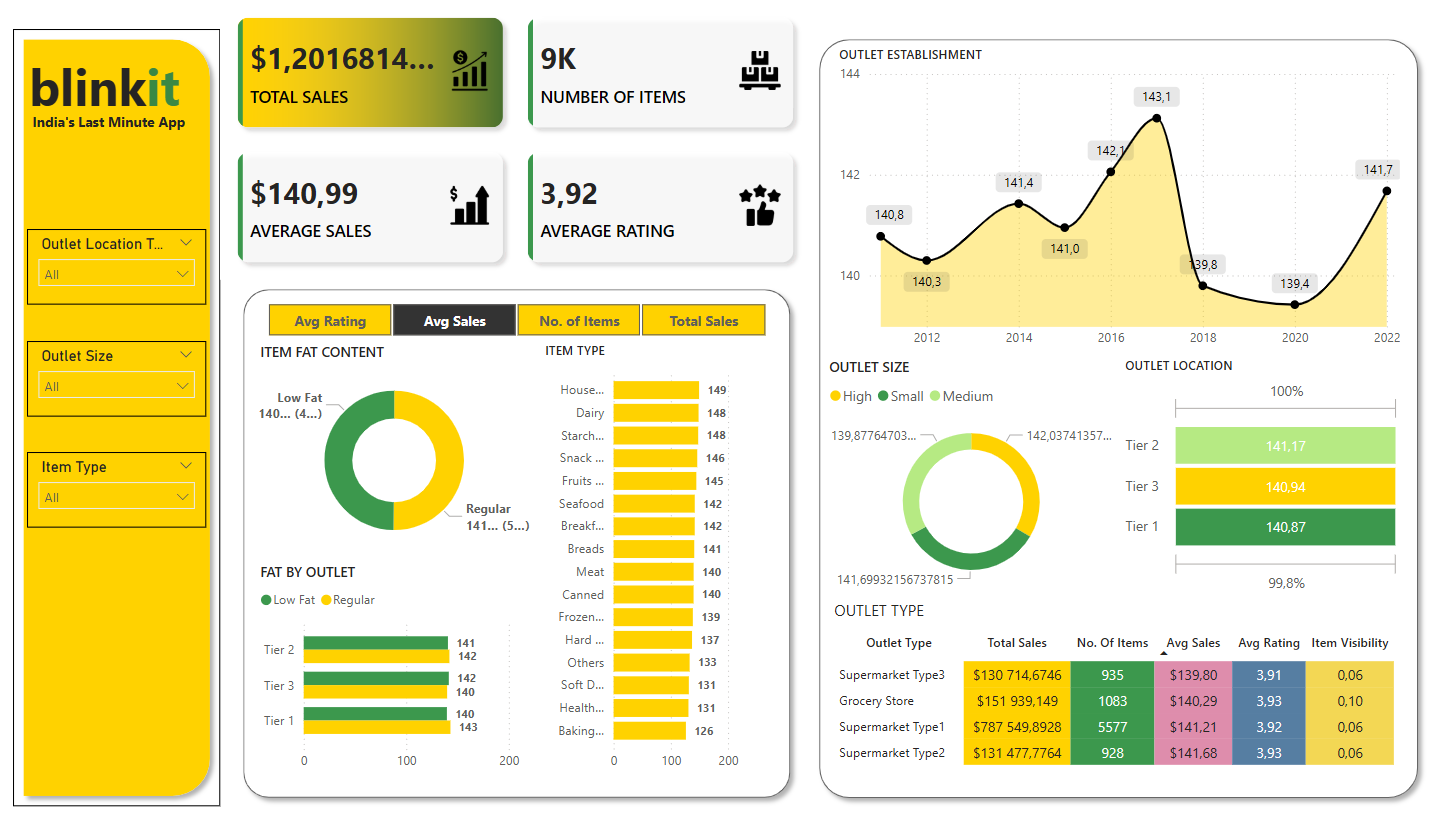 blinkit
India's Last Minute App
Outlet Location T...
All
Outlet Size
All
Item Type
All
$1,2016814...
TOTAL SALES
9K
NUMBER OF ITEMS
$140,99
AVERAGE SALES
3,92
AVERAGE RATING
Avg Rating
Avg Sales
No. of Items
Total Sales
ITEM FAT CONTENT
Low Fat
140... (4...)
Regular
141... (5...)
FAT BY OUTLET
Low Fat Regular
Tier 2 141
142
Tier 3 142
140
Tier 1 140
143
0 100 200
ITEM TYPE
House... 149
Dairy 148
Starch... 148
Snack ... 146
Fruits ... 145
Seafood 142
Breakf... 142
Breads 141
Meat 140
Canned 140
Frozen... 139
Hard ... 137
Others 133
Soft D... 131
Health... 131
Baking... 126
0 100 200
OUTLET ESTABLISHMENT
144
142
140
140,8
140,3
141,4
141,0
142,1
143,1
139,8
139,4
141,7
2012 2014 2016 2018 2020 2022
OUTLET SIZE
High Small Medium
139,87764703...
142,03741357...
141,69932156737815
OUTLET LOCATION
100%
Tier 2 141,17
Tier 3 140,94
Tier 1 140,87
99,8%
OUTLET TYPE
Outlet Type Total Sales No. Of Items Avg Sales Avg Rating Item Visibility
Supermarket Type3 $130 714,6746 935 $139,80 3,91 0,06
Grocery Store $151 939,149 1083 $140,29 3,93 0,10
Supermarket Type1 $787 549,8928 5577 $141,21 3,92 0,06
Supermarket Type2 $131 477,7764 928 $141,68 3,93 0,06